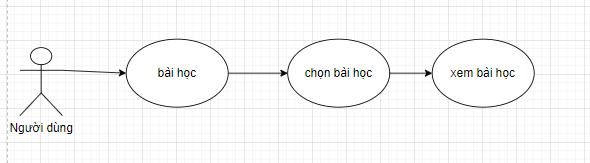 bài học
chọn bài học
xem bài học
Người dùng